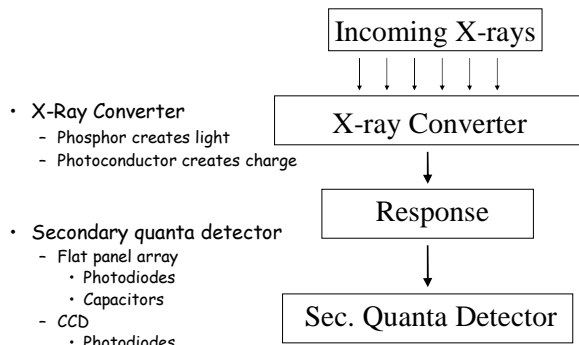 Incoming X-rays
• X-Ray Converter
– Phosphor creates light
– Photoconductor creates charge
X-ray Converter
Response
• Secondary quanta detector
– Flat panel array
• Photodiodes
• Capacitors
– CCD
• Photodiodes
Sec. Quanta Detector